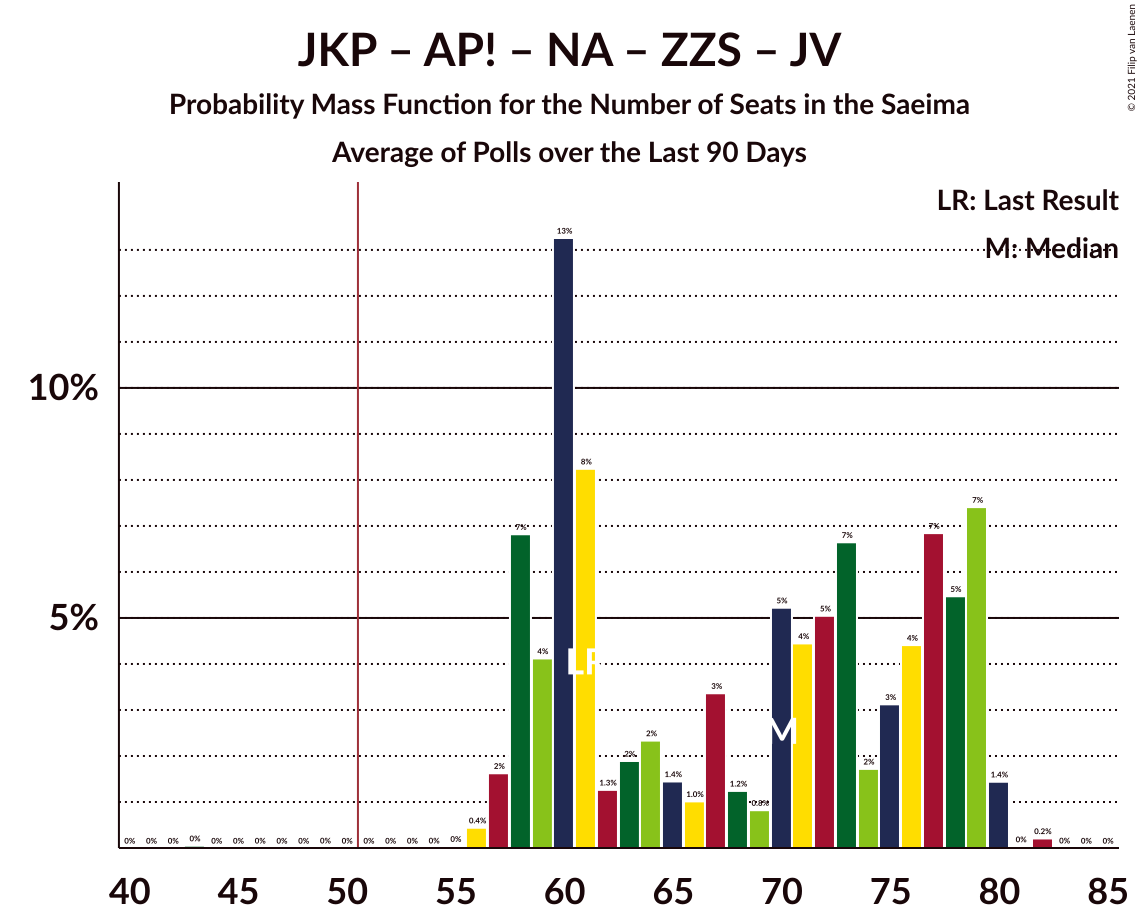 JKP – AP! – NA – ZZS – JV
Probability Mass Function for the Number of Seats in the Saeima
Average of Polls over the Last 90 Days
© 2021 Filip van Laenen
LR: Last Result
M: Median
10%
5%
0% 0% 0% 0% 0% 0% 0% 0% 0% 0% 0% 0% 0% 0% 0% 0% 0.4% 2% 7% 4% 13% 8% 1.3% 2% 2% 1.4% 1.0% 3% 1.2% 0.8% 5% 4% 5% 7% 2% 3% 4% 7% 5% 7% 1.4% 0% 0.2% 0% 0% 0%
LR
M
40 45 50 55 60 65 70 75 80 85